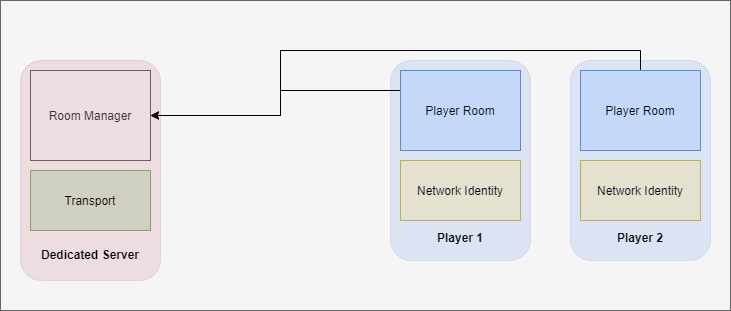 Room Manager
Transport
Dedicated Server
Player Room
Network Identity
Player 1
Player Room
Network Identity
Player 2